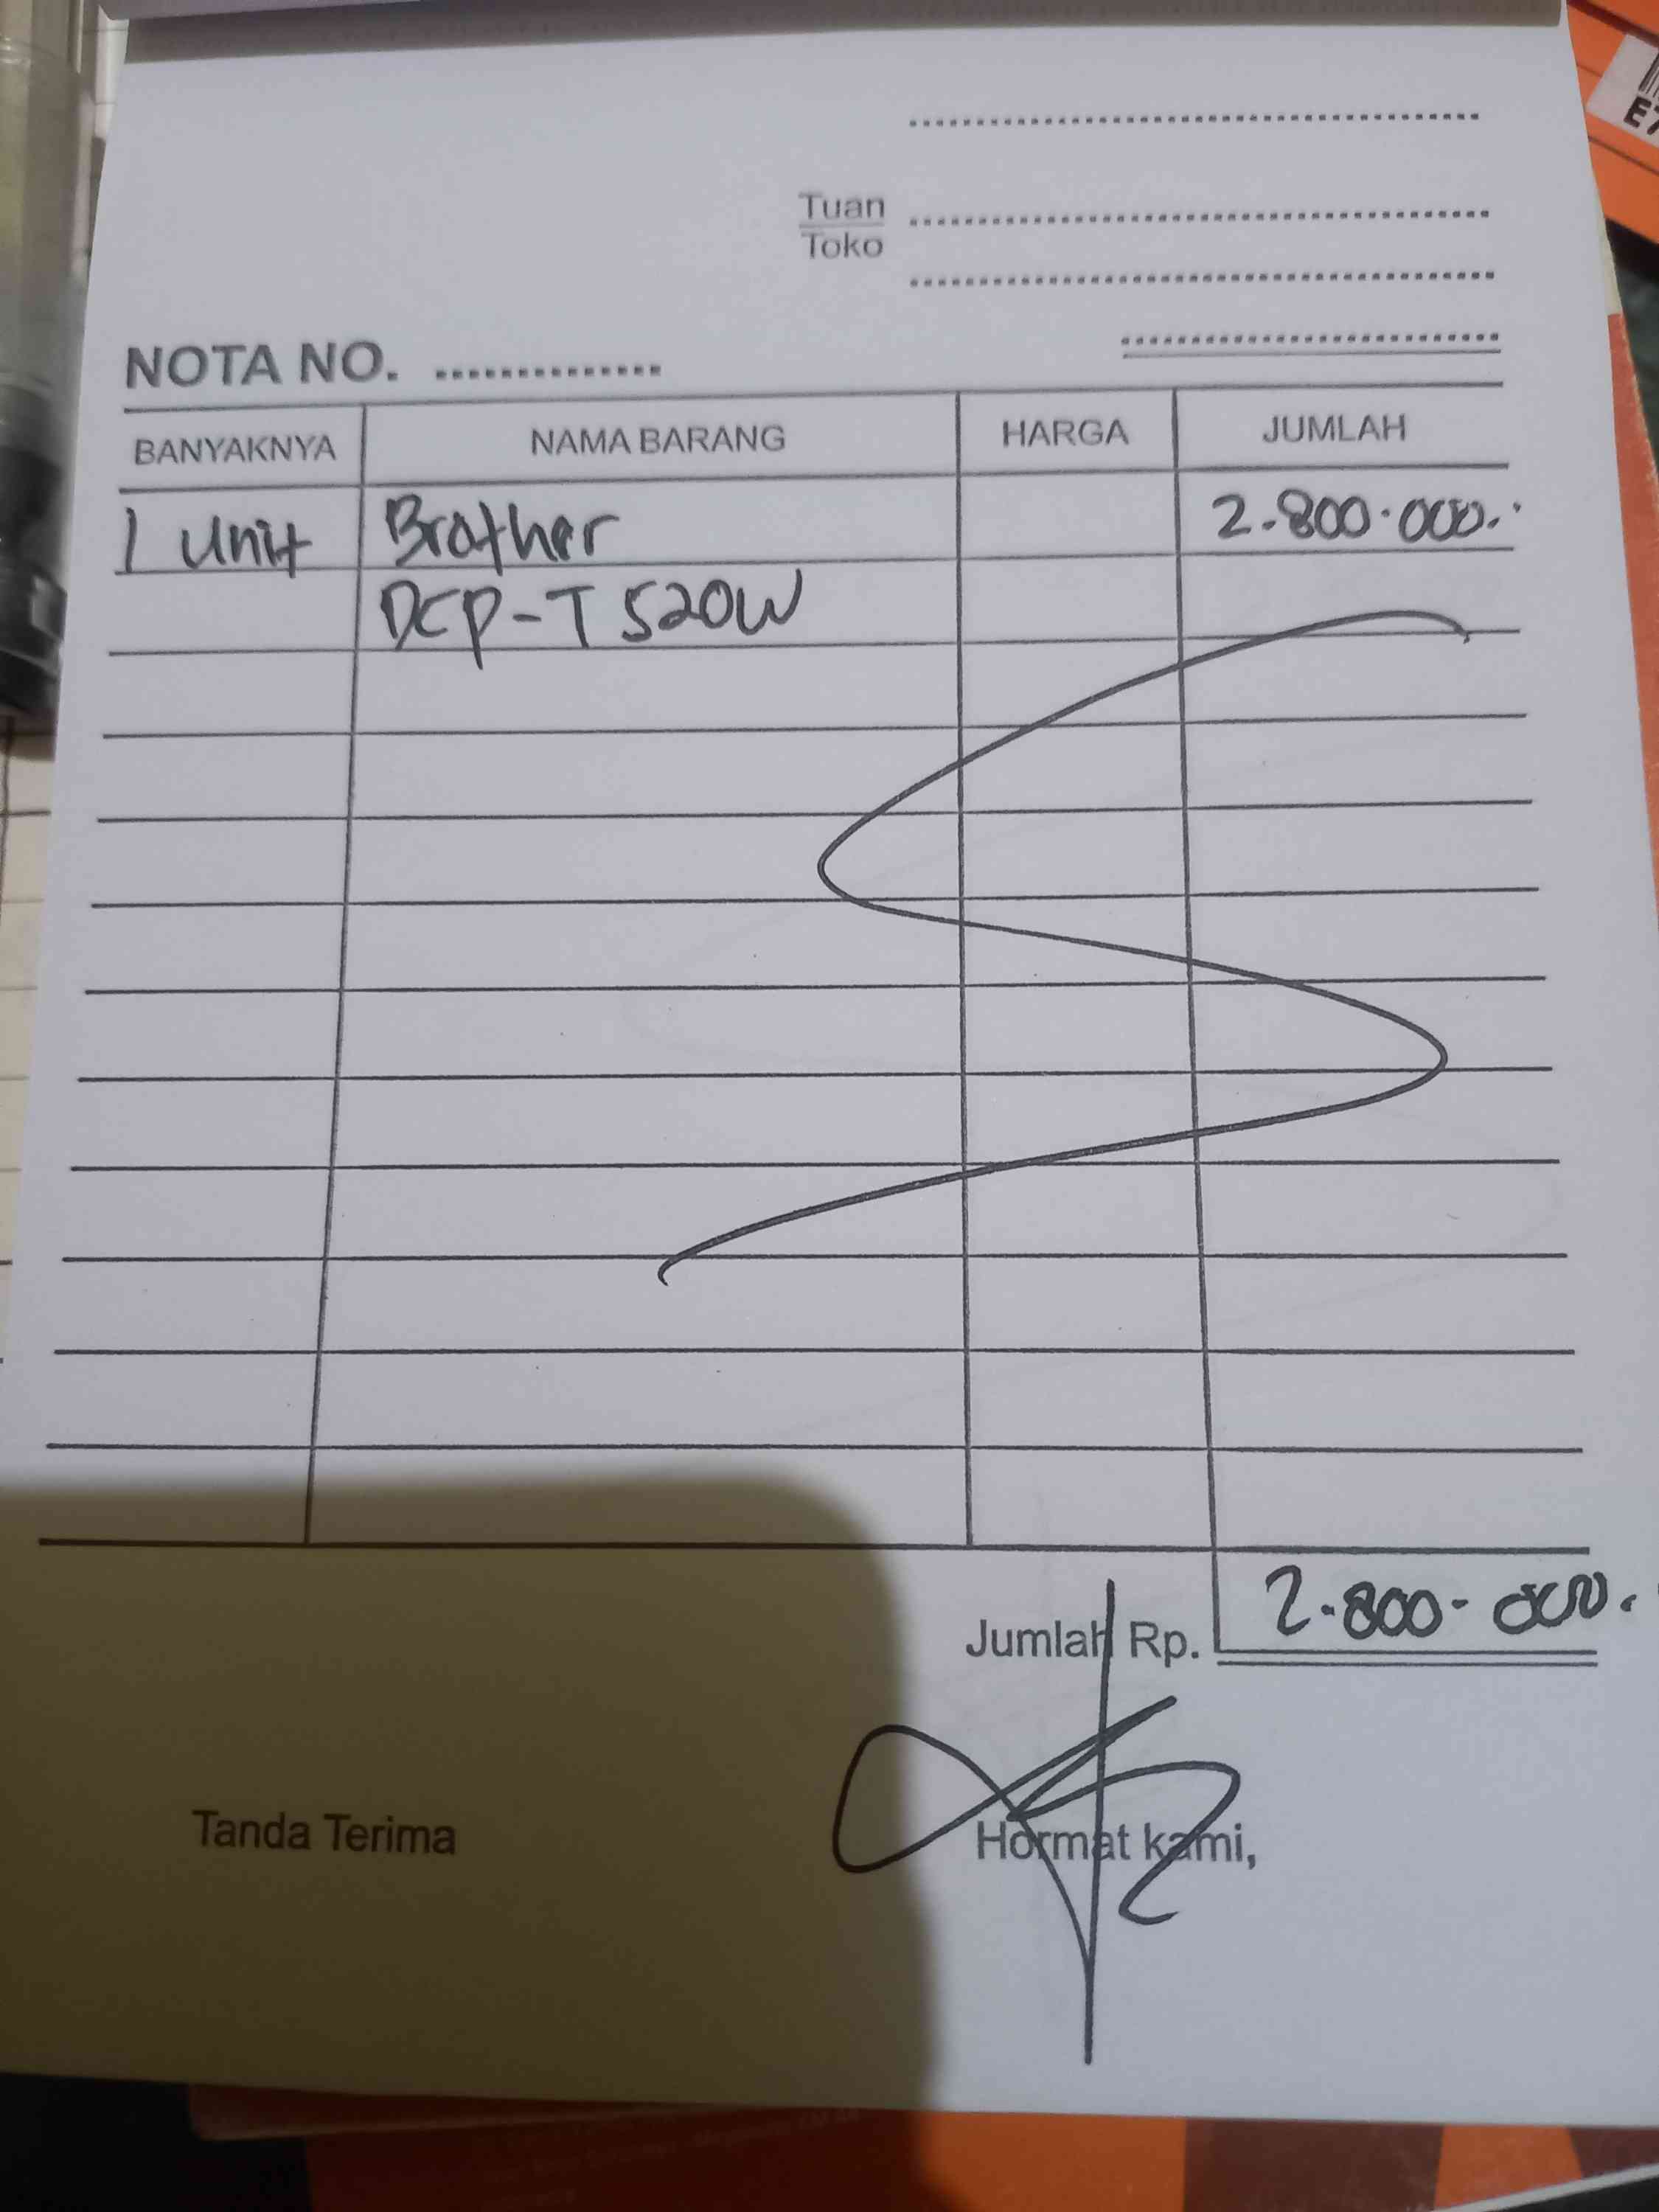 Tuan
Toko
NOTA NO.
BANYAKNYA NAMA BARANG HARGA JUMLAH
1 Unit Brother 2.800.000.
DCP-T520W
Jumlah Rp. 2.800.000.
Tanda Terima Hormat kami,
E7